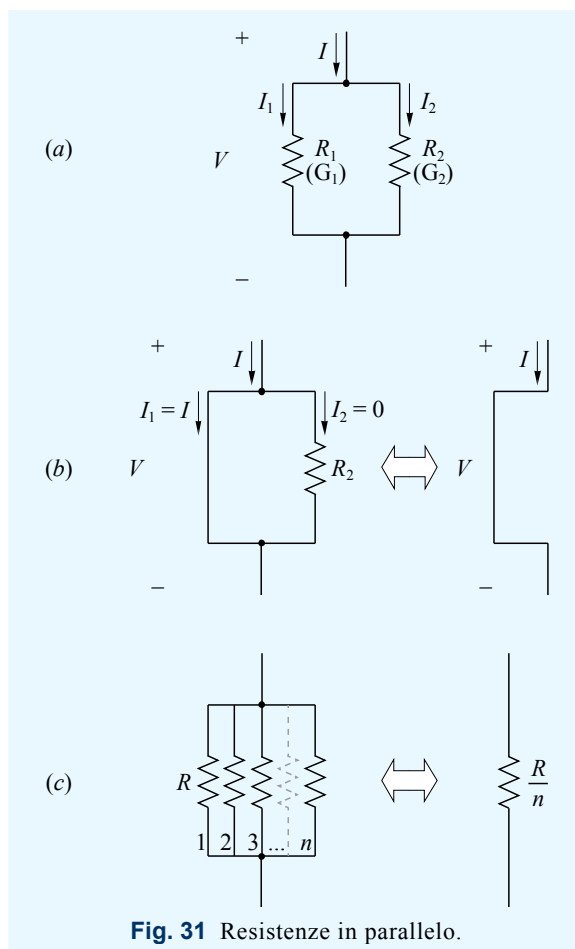 +
I
I₁ I₂
(a) V R₁ R₂
(G₁) (G₂)
–
+ I + I
I₁ = I I₂ = 0
(b) V R₂ V
– –
(c) R R/n
1 2 3 ... n
Fig. 31 Resistenze in parallelo.